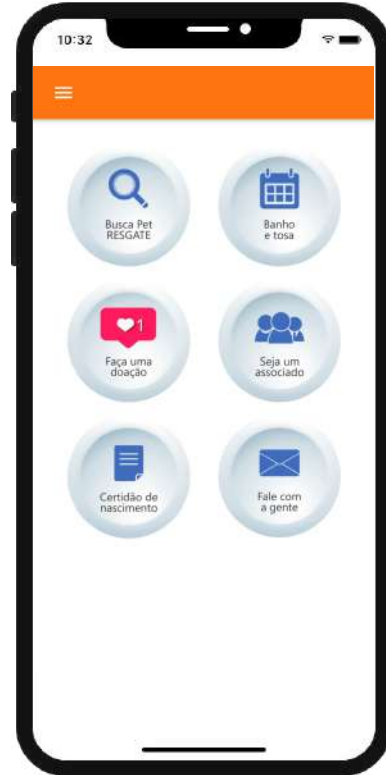 10:32
Busca Pet
RESGATE
Banho
e tosa
1
Faça uma
doação
Seja um
associado
Certidão de
nascimento
Fale com
a gente